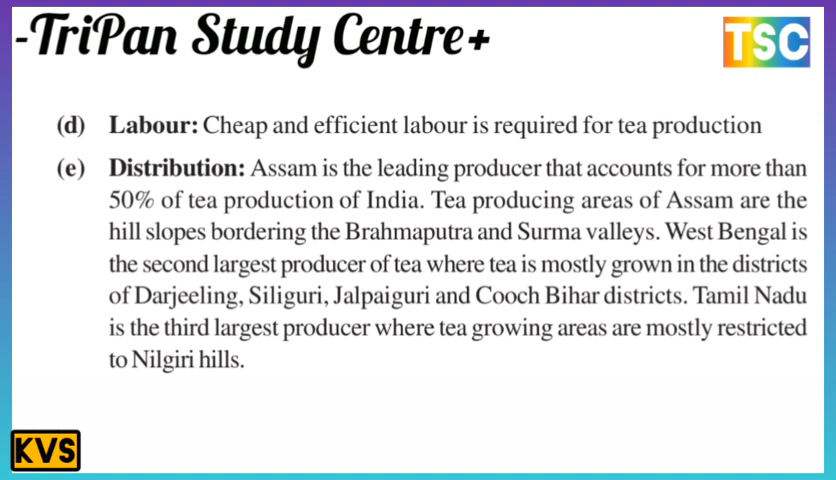 -TriPan Study Centre+
TSC
(d) Labour: Cheap and efficient labour is required for tea production
(e) Distribution: Assam is the leading producer that accounts for more than
50% of tea production of India. Tea producing areas of Assam are the
hill slopes bordering the Brahmaputra and Surma valleys. West Bengal is
the second largest producer of tea where tea is mostly grown in the districts
of Darjeeling, Siliguri, Jalpaiguri and Cooch Bihar districts. Tamil Nadu
is the third largest producer where tea growing areas are mostly restricted
to Nilgiri hills.
KVS